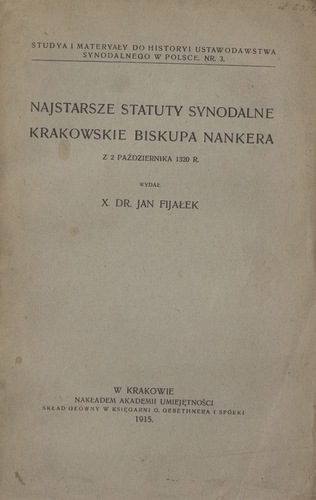 STUDYA I MATERYAŁY DO HISTORYI USTAWODAWSTWA
SYNODALNEGO W POLSCE. NR. 3.
NAJSTARSZE STATUTY SYNODALNE
KRAKOWSKIE BISKUPA NANKERA
Z 2 PAŹDZIERNIKA 1320 R.
WYDAŁ
X. DR. JAN FIJAŁEK
W KRAKOWIE
NAKŁADEM AKADEMII UMIEJĘTNOŚCI
SKŁAD GŁÓWNY W KSIĘGARNI G. GEBETHNERA I SPÓŁKI
1915.